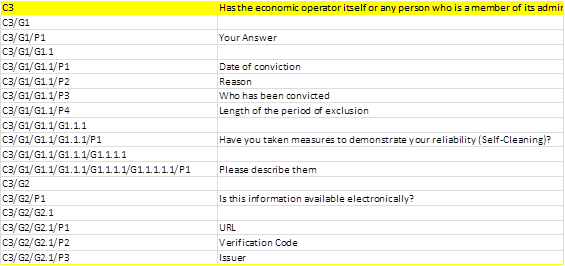 C3 Has the economic operator itself or any person who is a member of its admir
C3/G1
C3/G1/P1 Your Answer
C3/G1/G1.1
C3/G1/G1.1/P1 Date of conviction
C3/G1/G1.1/P2 Reason
C3/G1/G1.1/P3 Who has been convicted
C3/G1/G1.1/P4 Length of the period of exclusion
C3/G1/G1.1/G1.1.1
C3/G1/G1.1/G1.1.1/P1 Have you taken measures to demonstrate your reliability (Self-Cleaning)?
C3/G1/G1.1/G1.1.1/G1.1.1.1
C3/G1/G1.1/G1.1.1/G1.1.1.1/G1.1.1.1.1/P1 Please describe them
C3/G2
C3/G2/P1 Is this information available electronically?
C3/G2/G2.1
C3/G2/G2.1/P1 URL
C3/G2/G2.1/P2 Verification Code
C3/G2/G2.1/P3 Issuer